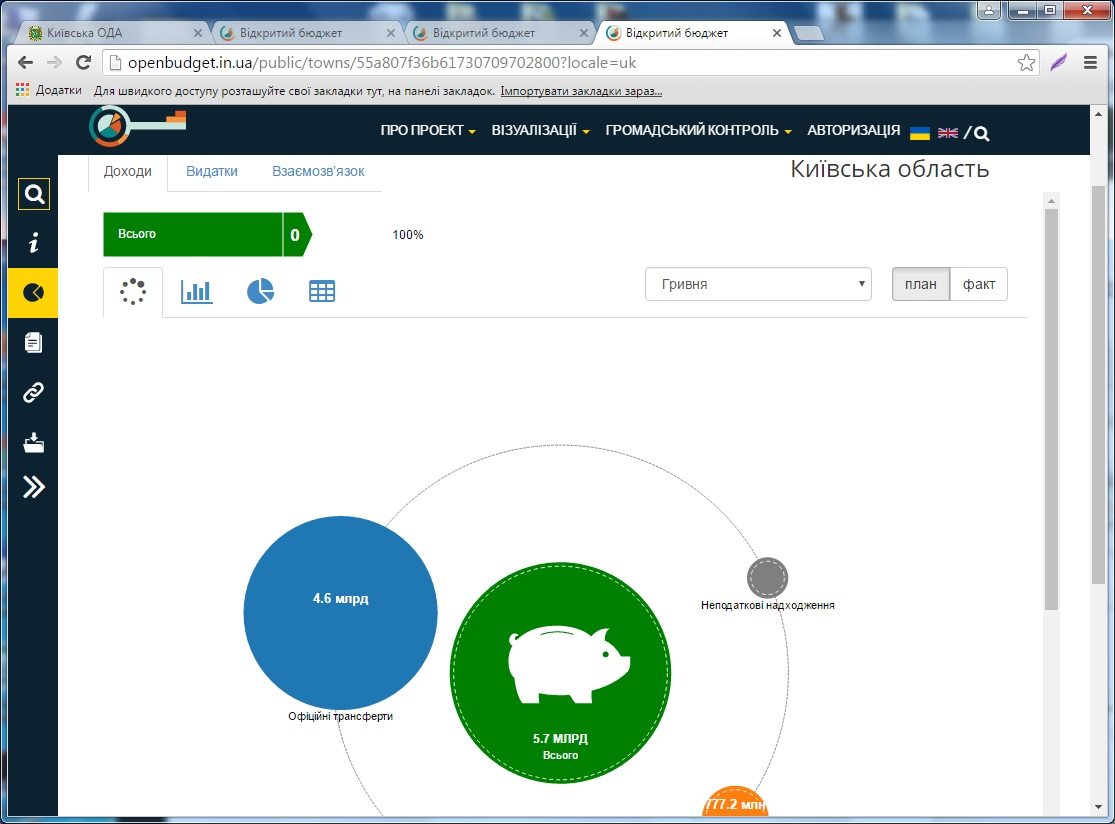 Київська ОДА
Відкритий бюджет
Відкритий бюджет
Відкритий бюджет
openbudget.in.ua/public/towns/55a807f36b61730709702800?locale=uk
Додатки Для швидкого доступу розташуйте свої закладки тут, на панелі закладок. Імпортувати закладки зараз...
ПРО ПРОЕКТ ВІЗУАЛІЗАЦІЇ ГРОМАДСЬКИЙ КОНТРОЛЬ АВТОРИЗАЦІЯ /
Доходи Видатки Взаємозв'язок Київська область
Всього 0 100%
Гривня план факт
4.6 млрд
Неподаткові надходження
Офіційні трансферти
5.7 МЛРД
Всього
777.2 млн